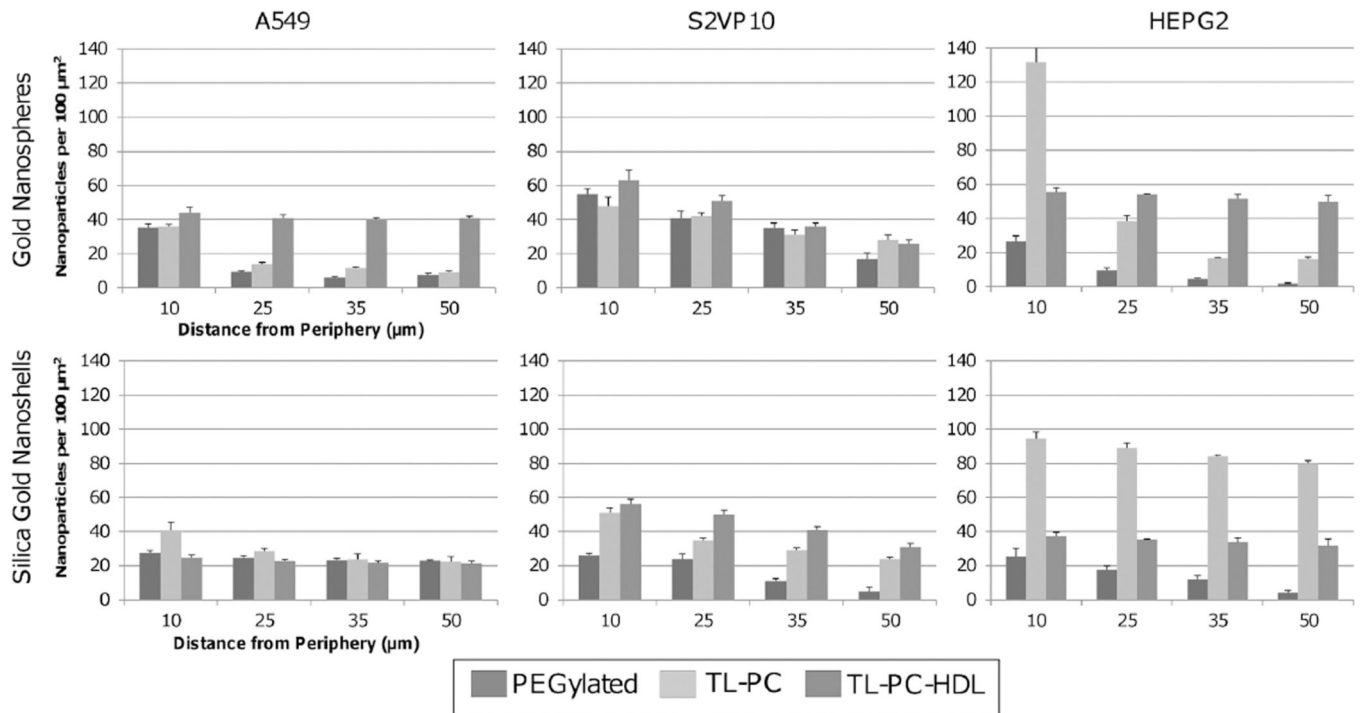 A549 S2VP10 HEPG2
Gold Nanospheres
Nanoparticles per 100 µm²
140 140 140
120 120 120
100 100 100
80 80 80
60 60 60
40 40 40
20 20 20
0 0 0
10 25 35 50 10 25 35 50 10 25 35 50
Distance from Periphery (µm)
Silica Gold Nanoshells
Nanoparticles per 100 µm²
140 140 140
120 120 120
100 100 100
80 80 80
60 60 60
40 40 40
20 20 20
0 0 0
10 25 35 50 10 25 35 50 10 25 35 50
Distance from Periphery (µm)
PEGylated TL-PC TL-PC-HDL